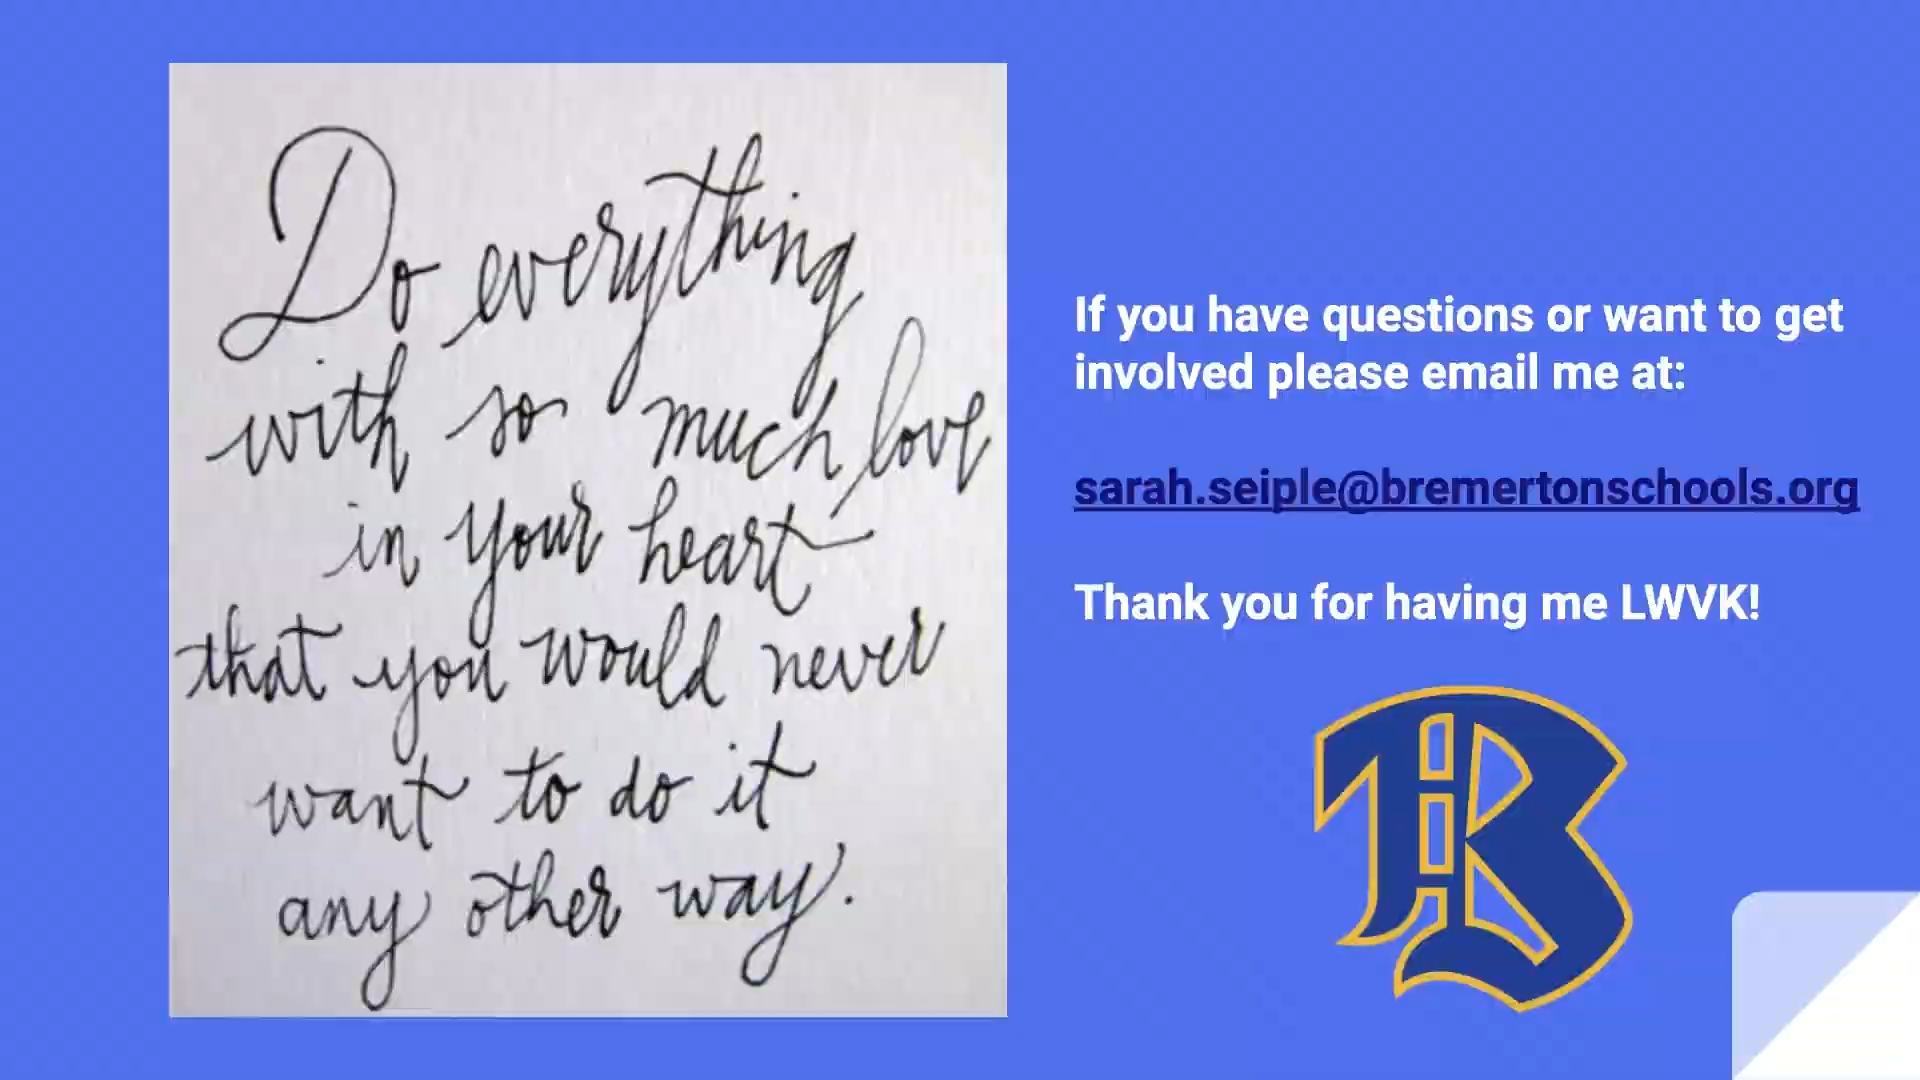 Do everything
with so much love
in your heart
that you would never
want to do it
any other way.
If you have questions or want to get
involved please email me at:
sarah.seiple@bremertonschools.org
Thank you for having me LWVK!
B